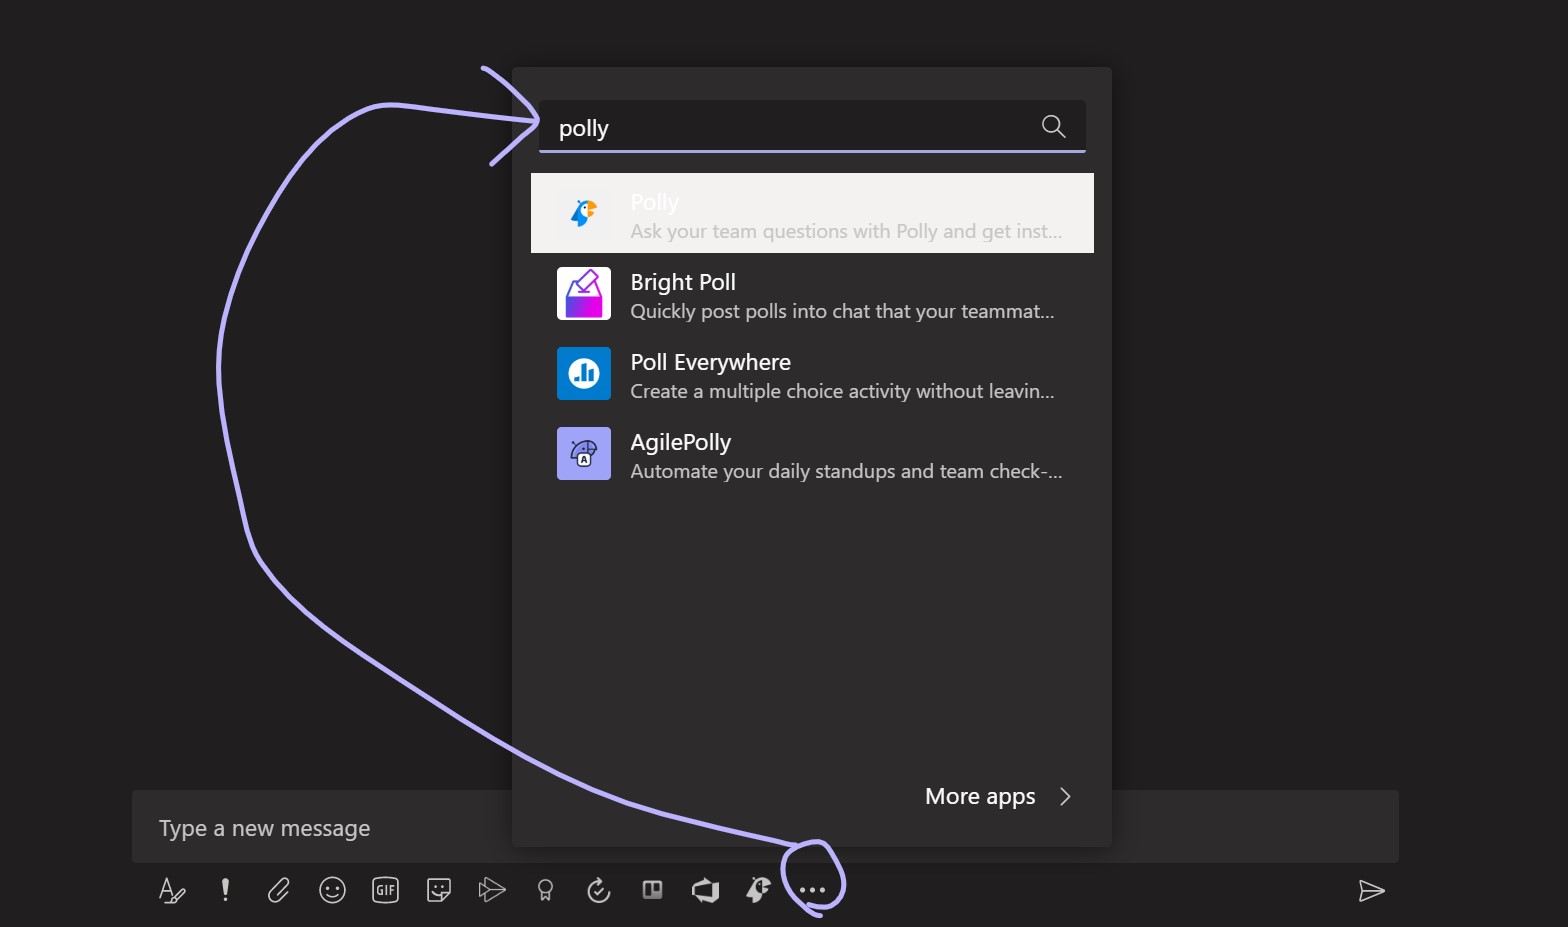 polly
Polly
Ask your team questions with Polly and get inst...
Bright Poll
Quickly post polls into chat that your teammat...
Poll Everywhere
Create a multiple choice activity without leavin...
AgilePolly
Automate your daily standups and team check-...
More apps
Type a new message
GIF
A